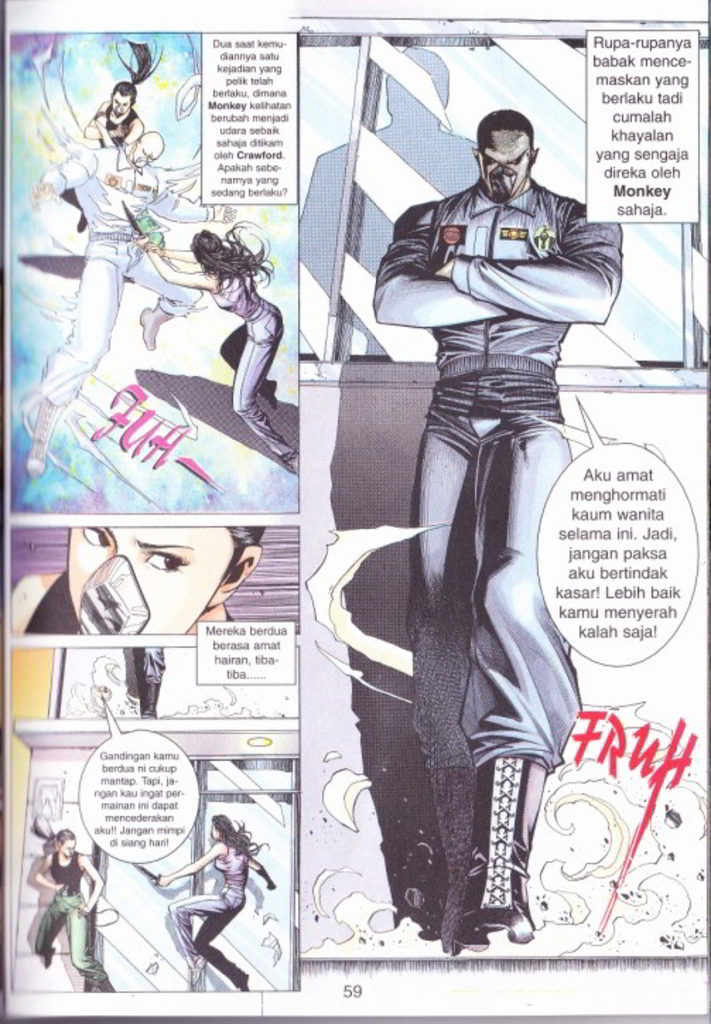 Dua saat kemu-
diannya satu
kejadian yang
pelik telah
berlaku, dimana
Monkey kelihatan
berubah menjadi
udara sebaik
sahaja ditikam
oleh Crawford.
Apakah sebe-
narnya yang
sedang berlaku?
FUH
Mereka berdua
berasa amat
hairan, tiba-
tiba......
Gandingan kamu
berdua ni cukup
mantap. Tapi, ja-
ngan kau ingat per-
mainan ini dapat
mencederakan
aku!! Jangan mimpi
di siang hari!
Rupa-rupanya
babak mence-
maskan yang
berlaku tadi
cumalah
khayalan
yang sengaja
direka oleh
Monkey
sahaja.
Aku amat
menghormati
kaum wanita
selama ini. Jadi,
jangan paksa
aku bertindak
kasar! Lebih baik
kamu menyerah
kalah saja!
FRUH
59